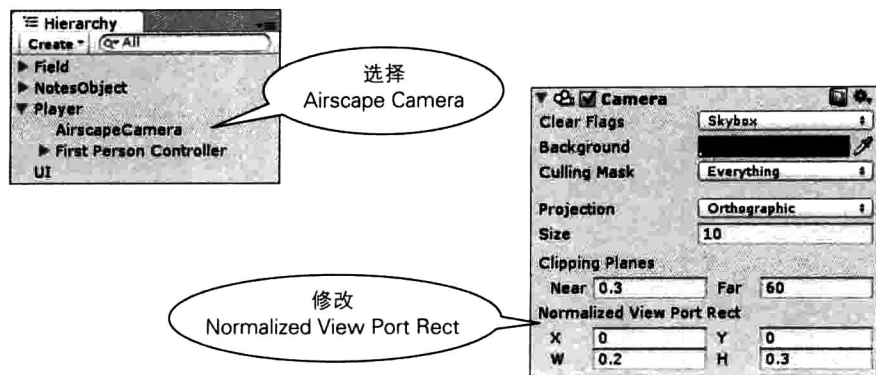 Hierarchy
Create All
Field
NotesObject
Player
AirscapeCamera
First Person Controller
UI
选择
Airscape Camera
Camera
Clear Flags Skybox
Background
Culling Mask Everything
Projection Orthographic
Size 10
Clipping Planes
Near 0.3 Far 60
Normalized View Port Rect
X 0 Y 0
W 0.2 H 0.3
修改
Normalized View Port Rect